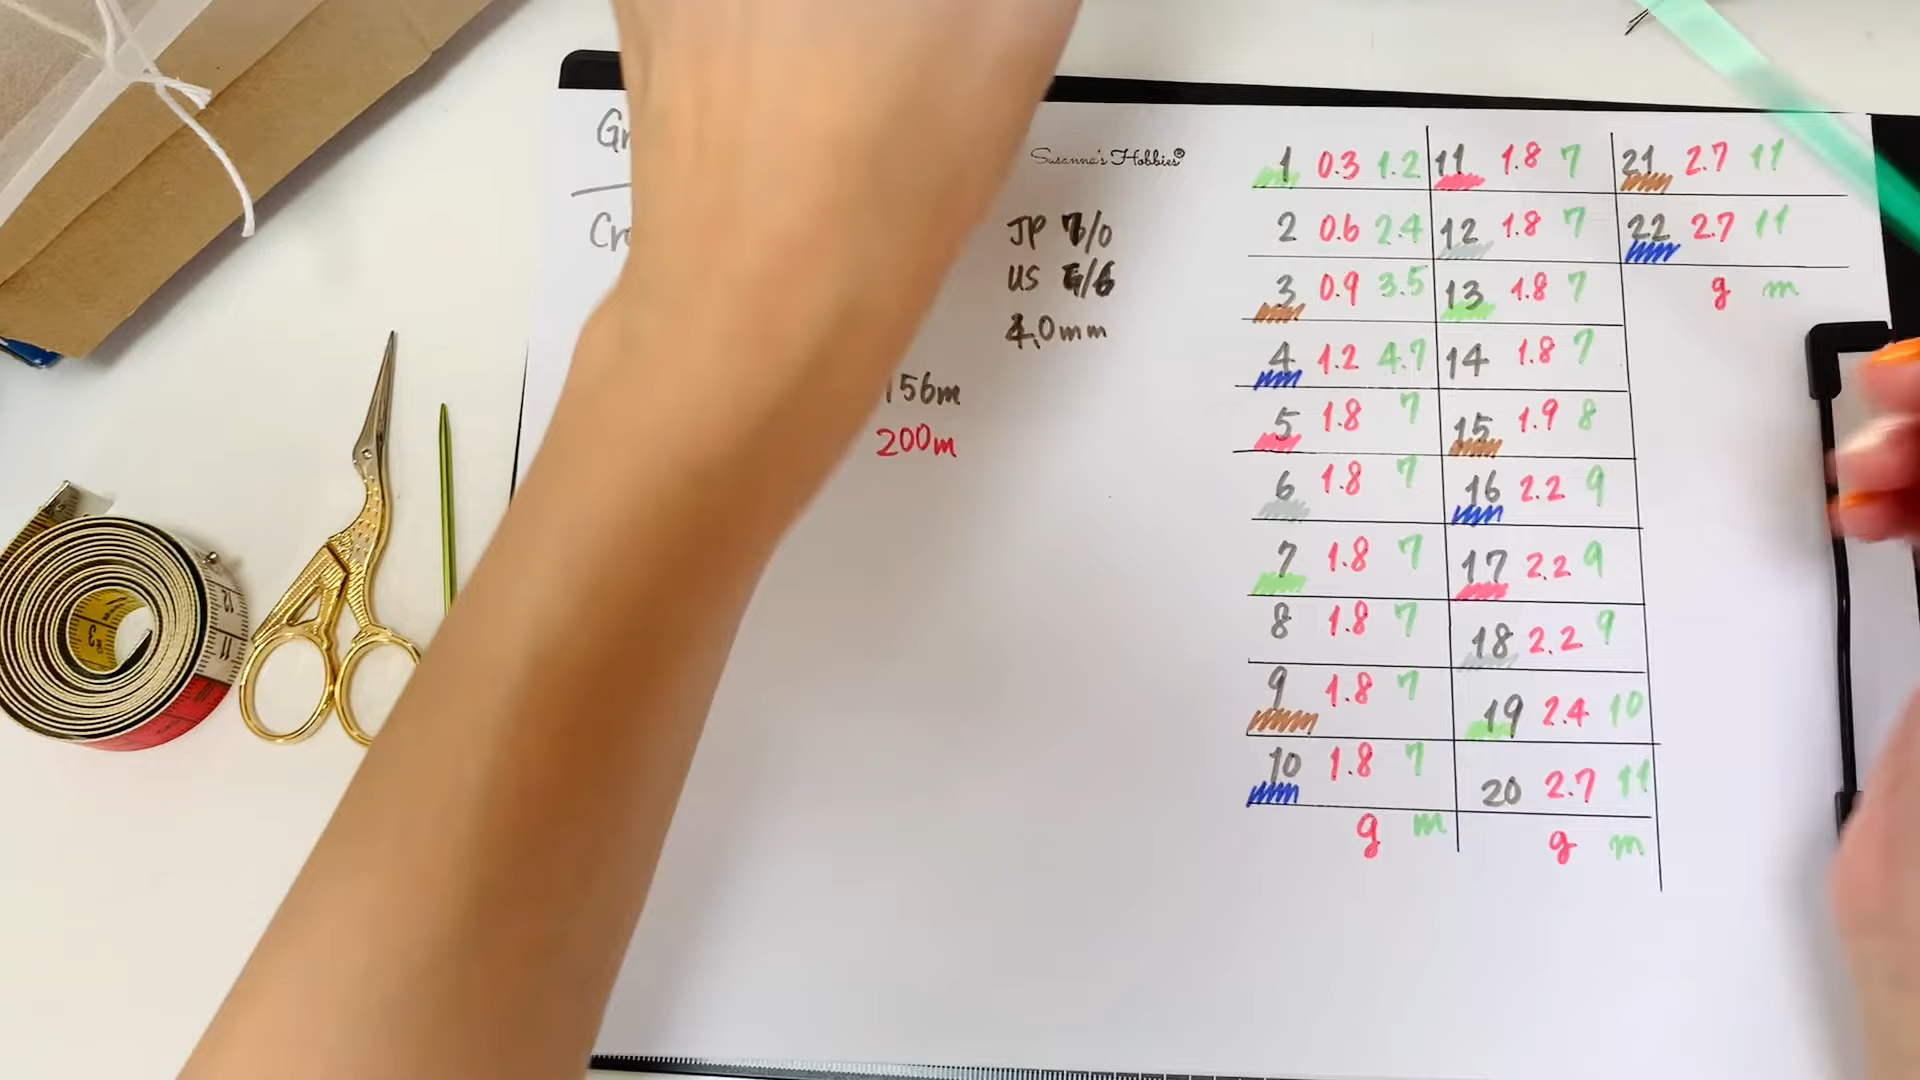 Susanna's Hobbies®
JP 7/0
US G/6
4.0mm
156m
200m
1 0.3 1.2
2 0.6 2.4
3 0.9 3.5
4 1.2 4.7
5 1.8 7
6 1.8 7
7 1.8 7
8 1.8 7
9 1.8 7
10 1.8 7
g m
11 1.8 7
12 1.8 7
13 1.8 7
14 1.8 7
15 1.9 8
16 2.2 9
17 2.2 9
18 2.2 9
19 2.4 10
20 2.7 11
g m
21 2.7 11
22 2.7 11
g m
12
11